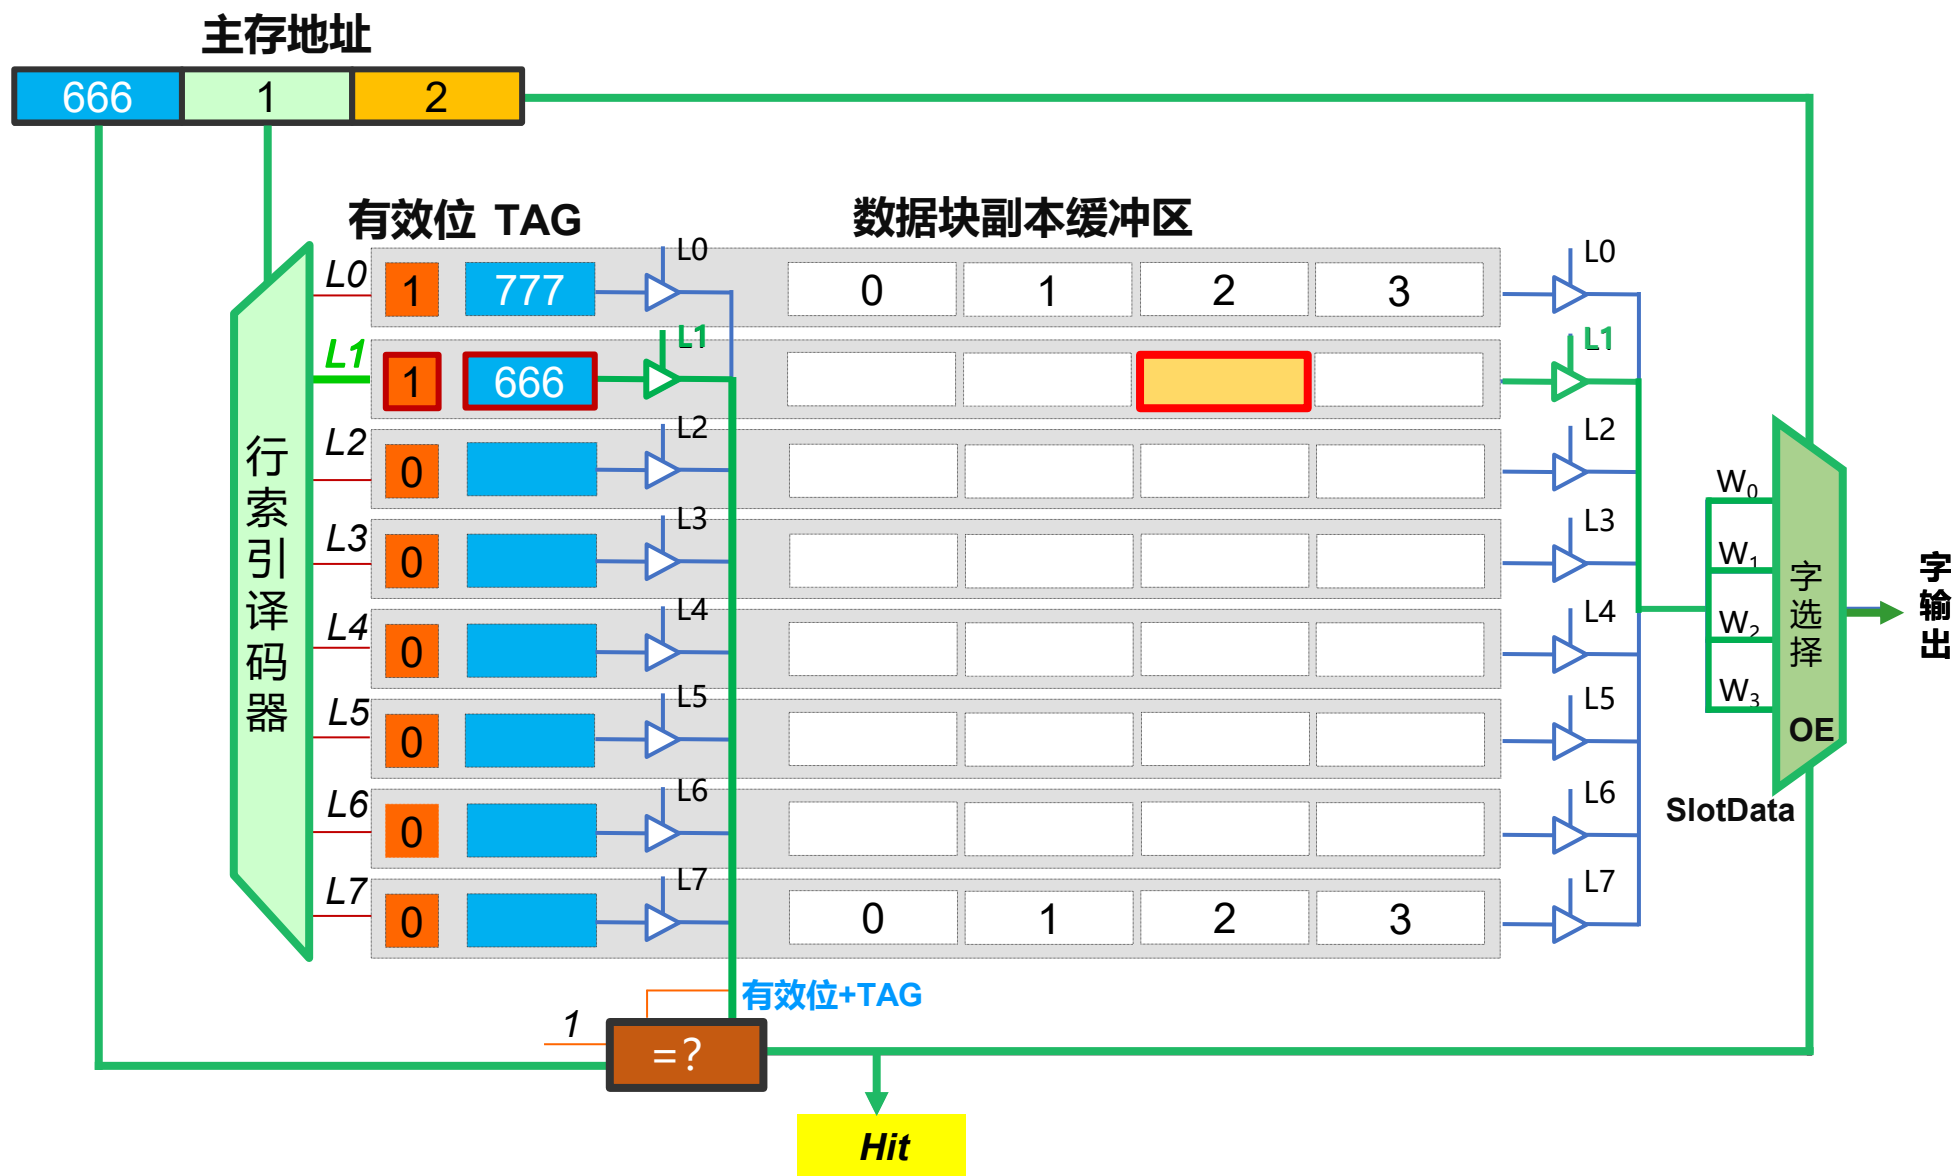 主存地址
666 1 2
有效位 TAG 数据块副本缓冲区
L0 1 777 L0 0 1 2 3 L0
L1 1 666 L1 L1
L2 0 L2 L2
L3 0 L3 L3
L4 0 L4 L4
L5 0 L5 L5
L6 0 L6 L6
L7 0 L7 0 1 2 3 L7
行索引译码器
W0
W1
W2
W3
字选择
OE
SlotData
字输出
有效位+TAG
1
=?
Hit